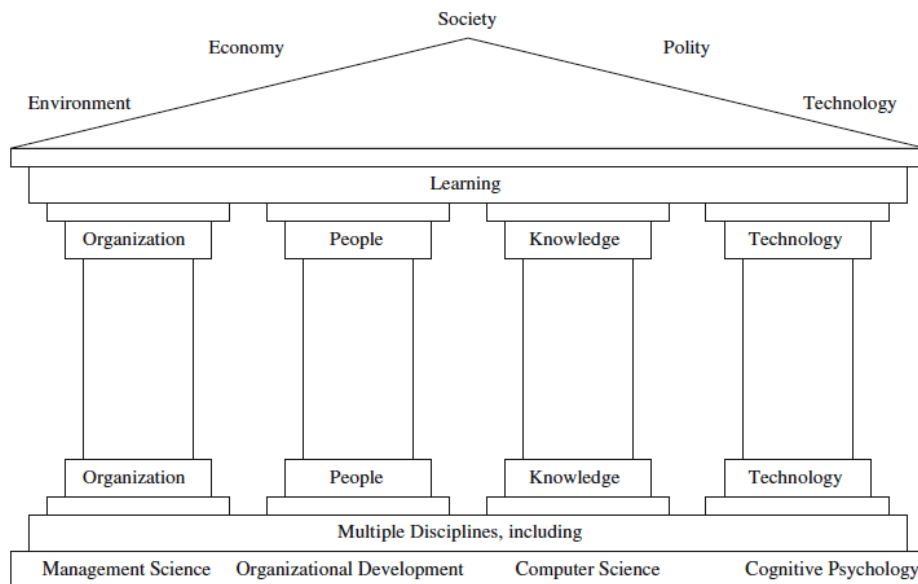 Society
Economy Polity
Environment Technology
Learning
Organization People Knowledge Technology
Organization People Knowledge Technology
Multiple Disciplines, including
Management Science Organizational Development Computer Science Cognitive Psychology